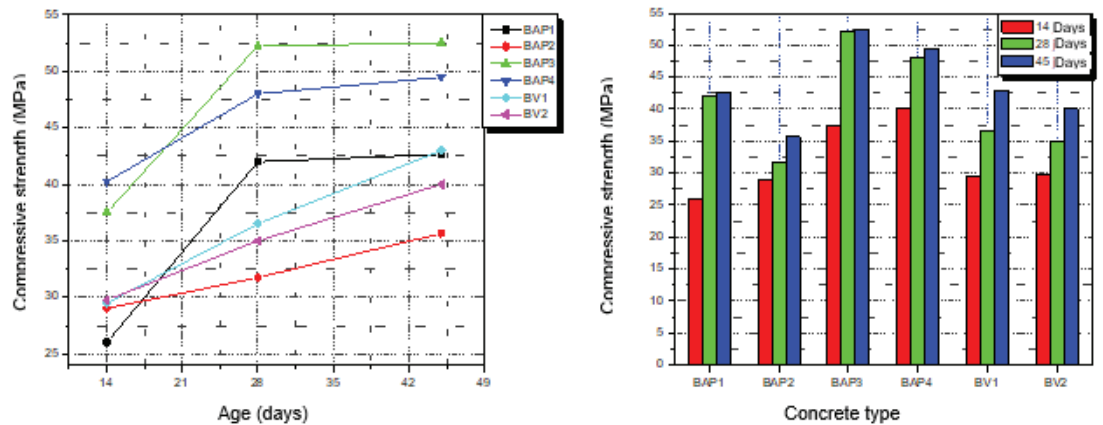 55
50
45
40
35
30
25
Compressive strength (MPa)
14 21 28 35 42 49
Age (days)
BAP1
BAP2
BAP3
BAP4
BV1
BV2
55
50
45
40
35
30
25
20
15
10
5
0
Compressive strength (MPa)
BAP1 BAP2 BAP3 BAP4 BV1 BV2
Concrete type
14 Days
28 Days
45 Days